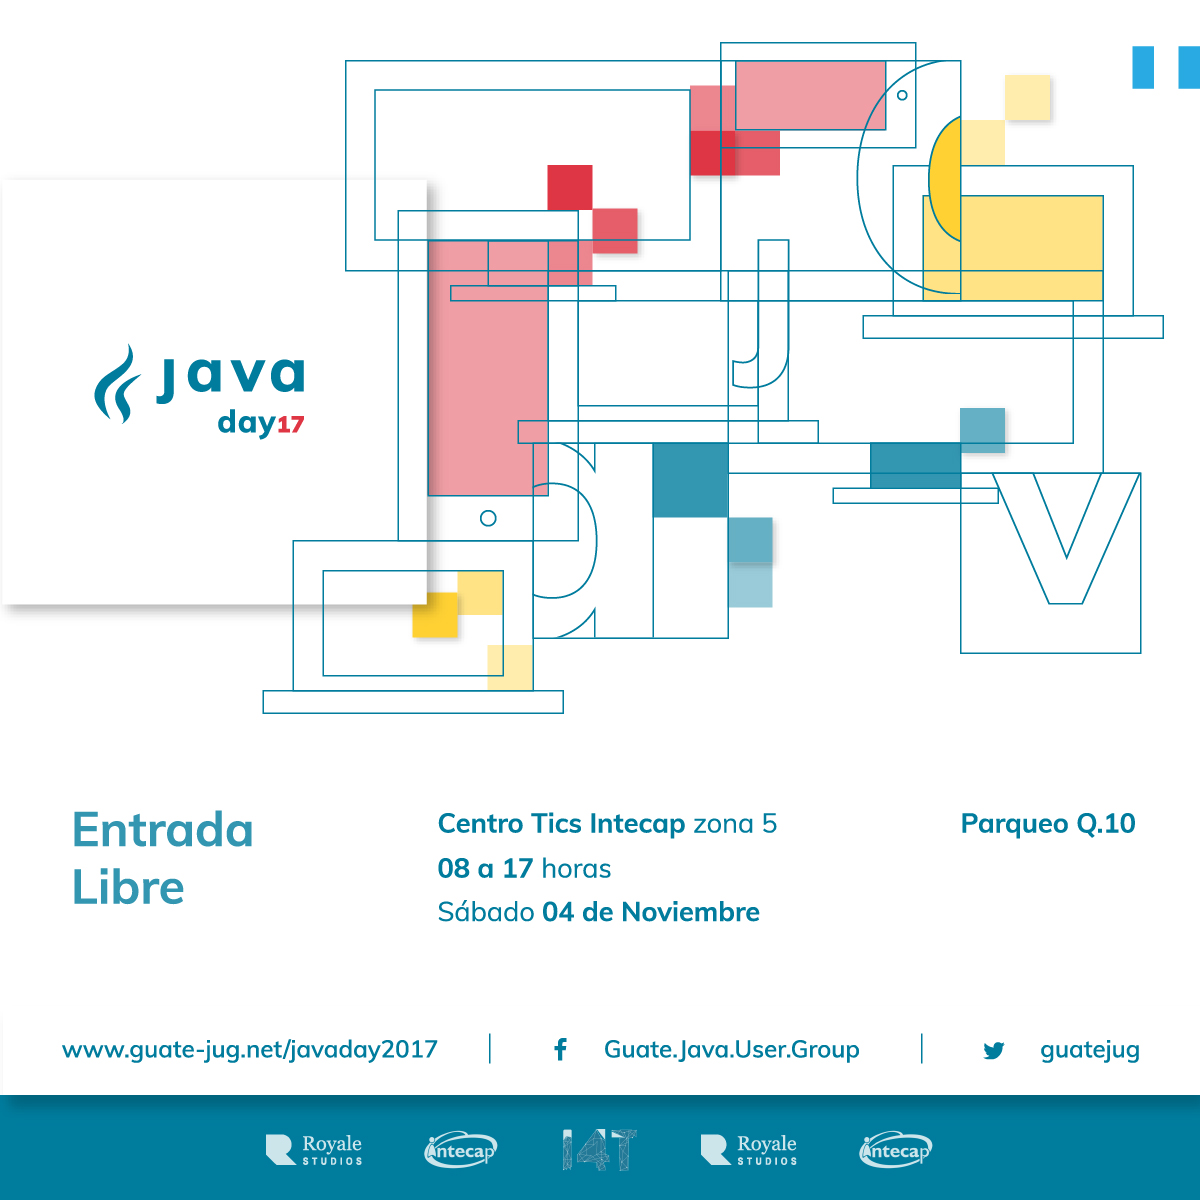 Java
day17
J
V
Entrada
Libre
Centro Tics Intecap zona 5
08 a 17 horas
Sábado 04 de Noviembre
Parqueo Q.10
www.guate-jug.net/javaday2017
Guate.Java.User.Group
guatejug
Royale
STUDIOS
intecap
I4T
Royale
STUDIOS
intecap